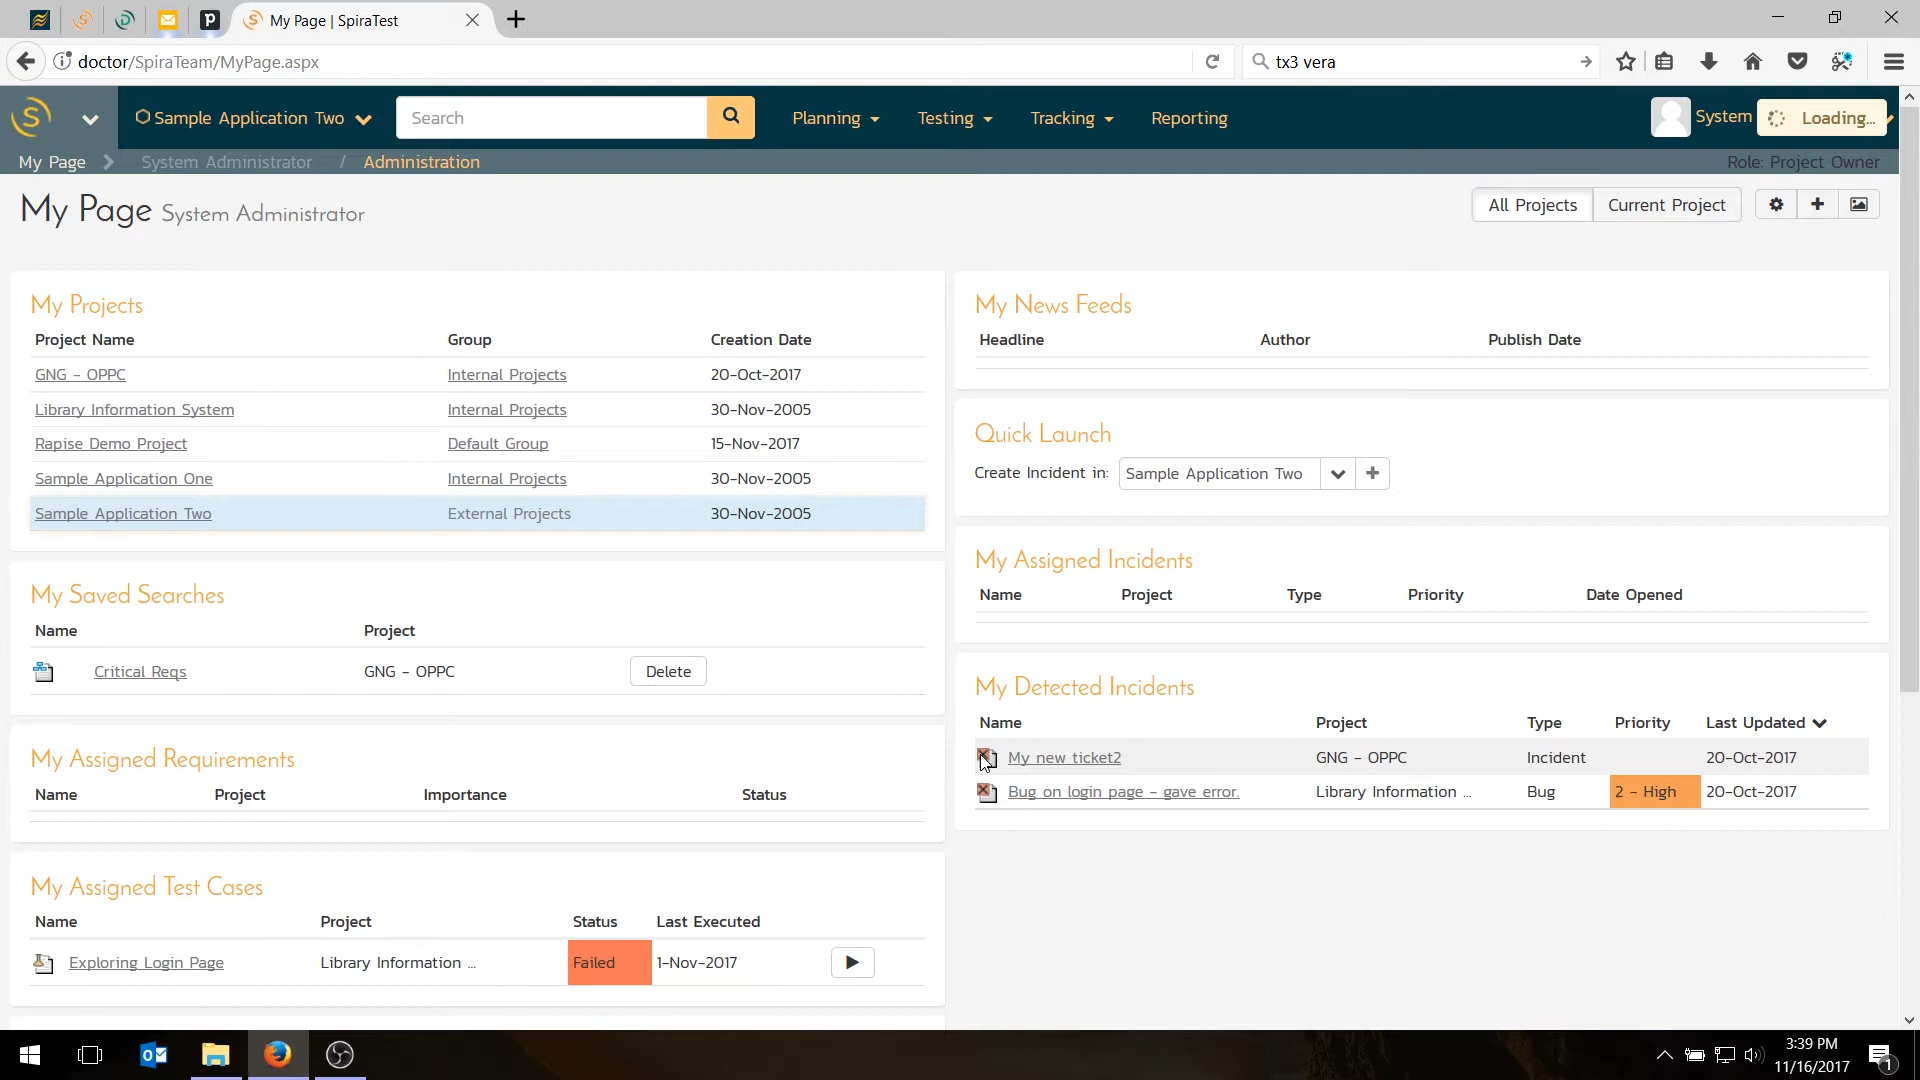 My Page | SpiraTest
doctor/SpiraTeam/MyPage.aspx
tx3 vera
Sample Application Two
Search
Planning
Testing
Tracking
Reporting
System
Loading...
My Page
System Administrator / Administration
Role: Project Owner
My Page System Administrator
All Projects
Current Project
My Projects
Project Name Group Creation Date
GNG - OPPC Internal Projects 20-Oct-2017
Library Information System Internal Projects 30-Nov-2005
Rapise Demo Project Default Group 15-Nov-2017
Sample Application One Internal Projects 30-Nov-2005
Sample Application Two External Projects 30-Nov-2005
My Saved Searches
Name Project
Critical Reqs GNG - OPPC Delete
My Assigned Requirements
Name Project Importance Status
My Assigned Test Cases
Name Project Status Last Executed
Exploring Login Page Library Information ... Failed 1-Nov-2017
My News Feeds
Headline Author Publish Date
Quick Launch
Create Incident in: Sample Application Two
My Assigned Incidents
Name Project Type Priority Date Opened
My Detected Incidents
Name Project Type Priority Last Updated
My new ticket2 GNG - OPPC Incident 20-Oct-2017
Bug on login page - gave error. Library Information ... Bug 2 - High 20-Oct-2017
3:39 PM
11/16/2017
1